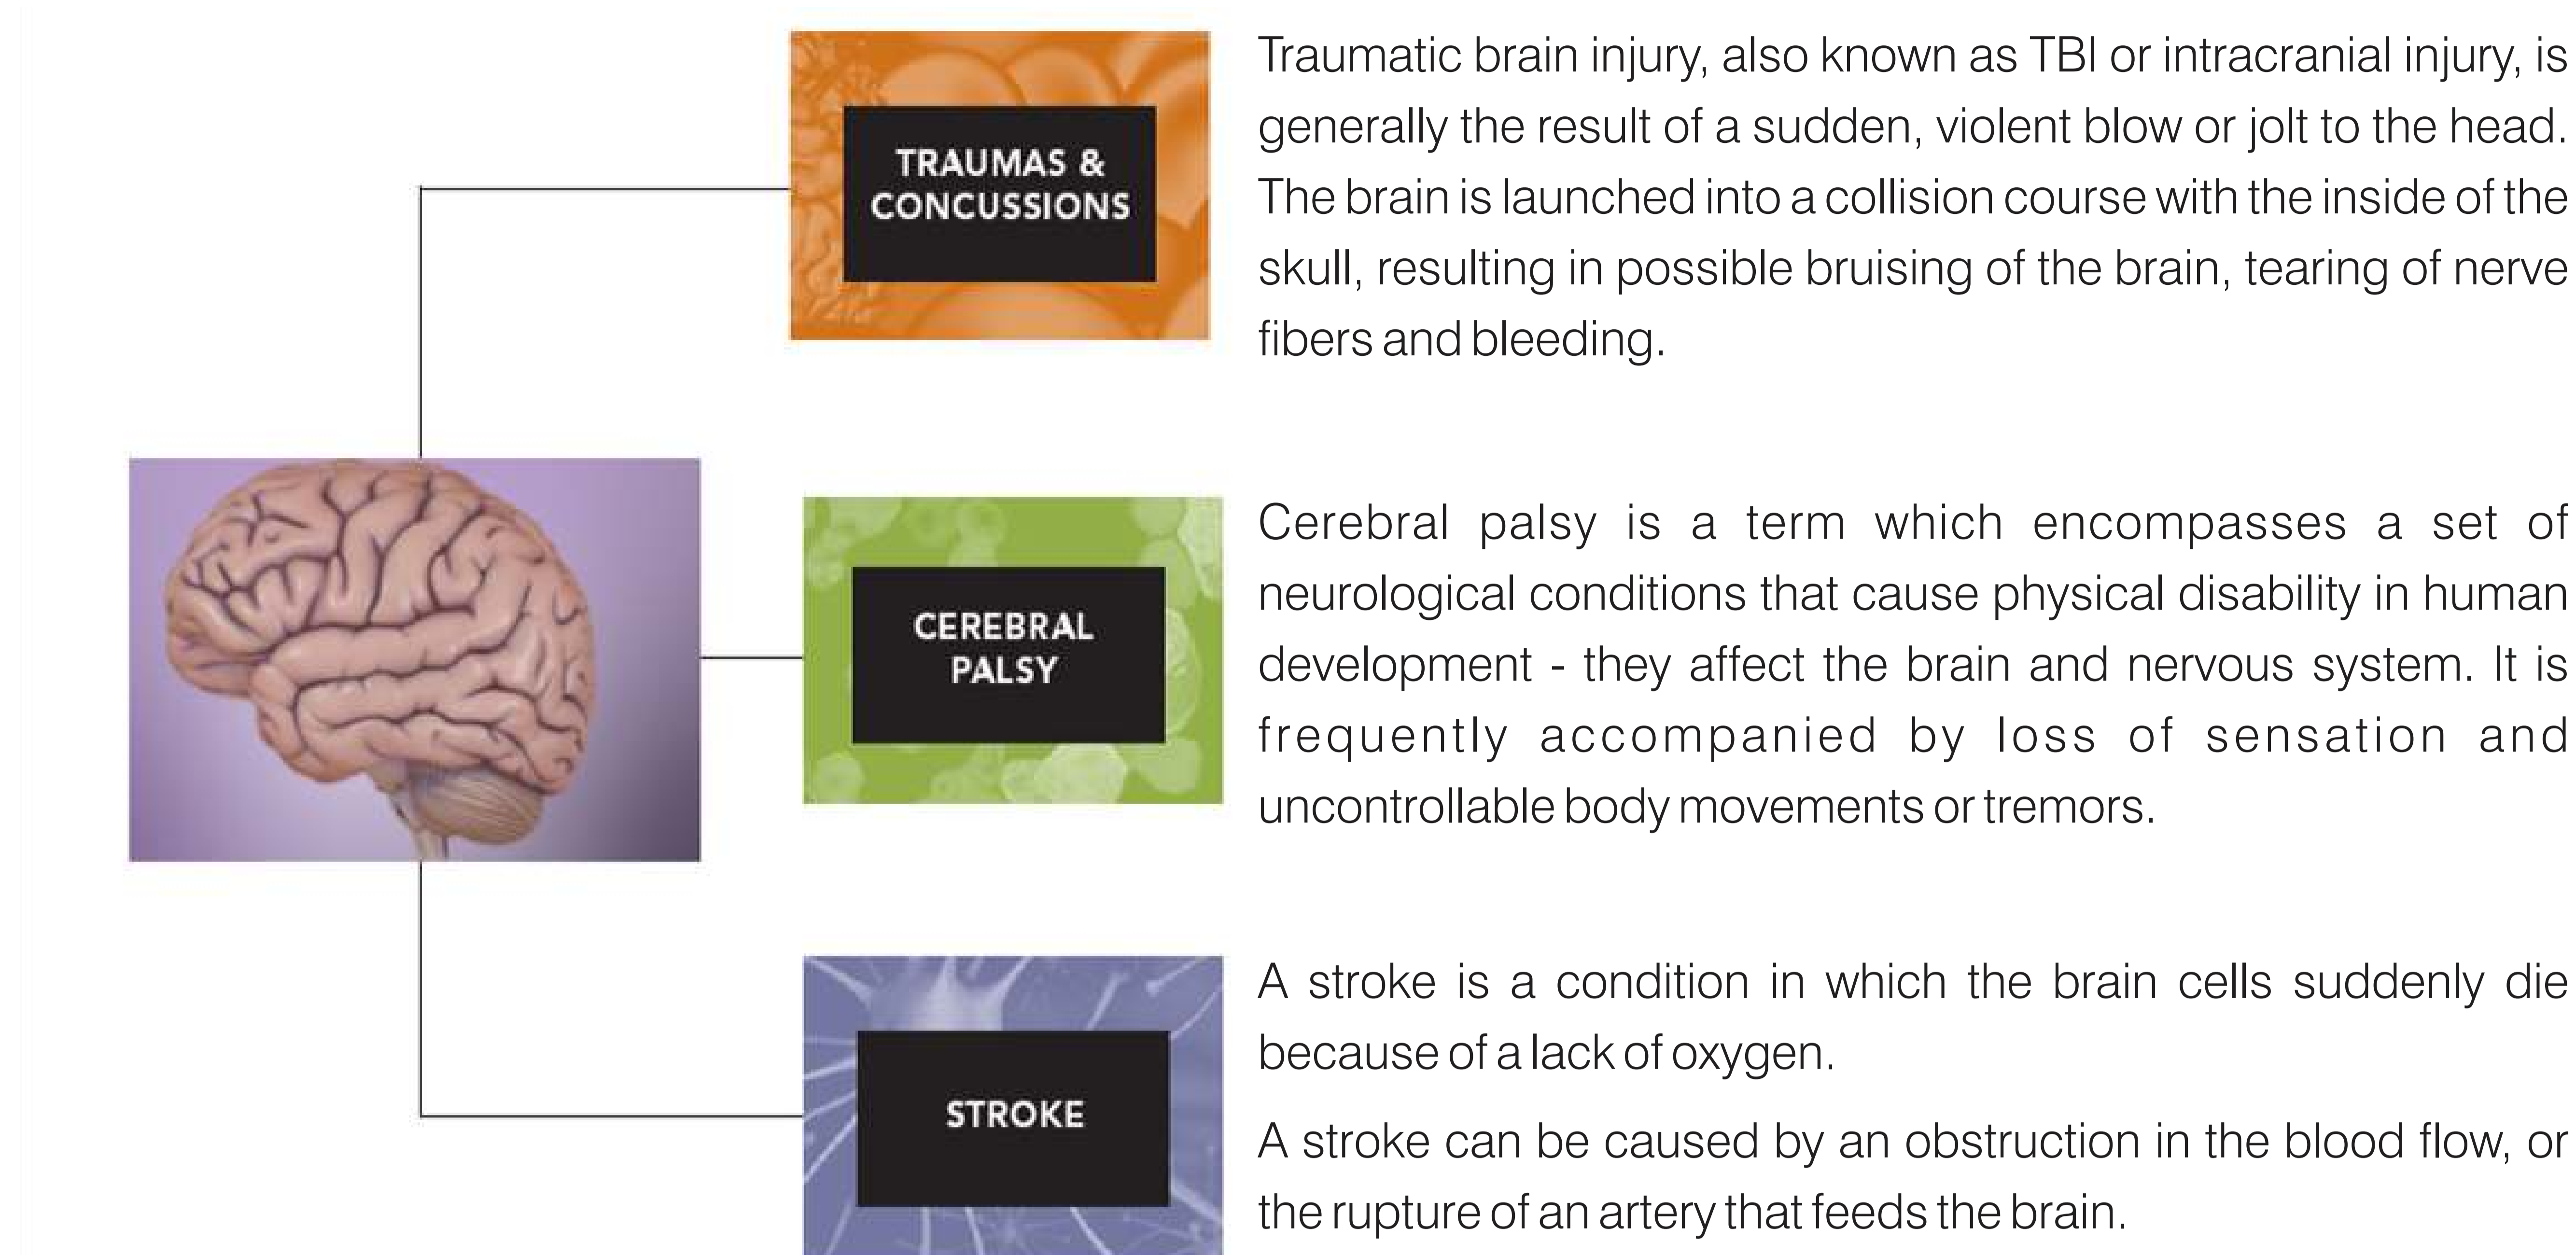 TRAUMAS &
CONCUSSIONS
Traumatic brain injury, also known as TBI or intracranial injury, is
generally the result of a sudden, violent blow or jolt to the head.
The brain is launched into a collision course with the inside of the
skull, resulting in possible bruising of the brain, tearing of nerve
fibers and bleeding.
CEREBRAL
PALSY
Cerebral palsy is a term which encompasses a set of
neurological conditions that cause physical disability in human
development - they affect the brain and nervous system. It is
frequently accompanied by loss of sensation and
uncontrollable body movements or tremors.
STROKE
A stroke is a condition in which the brain cells suddenly die
because of a lack of oxygen.
A stroke can be caused by an obstruction in the blood flow, or
the rupture of an artery that feeds the brain.